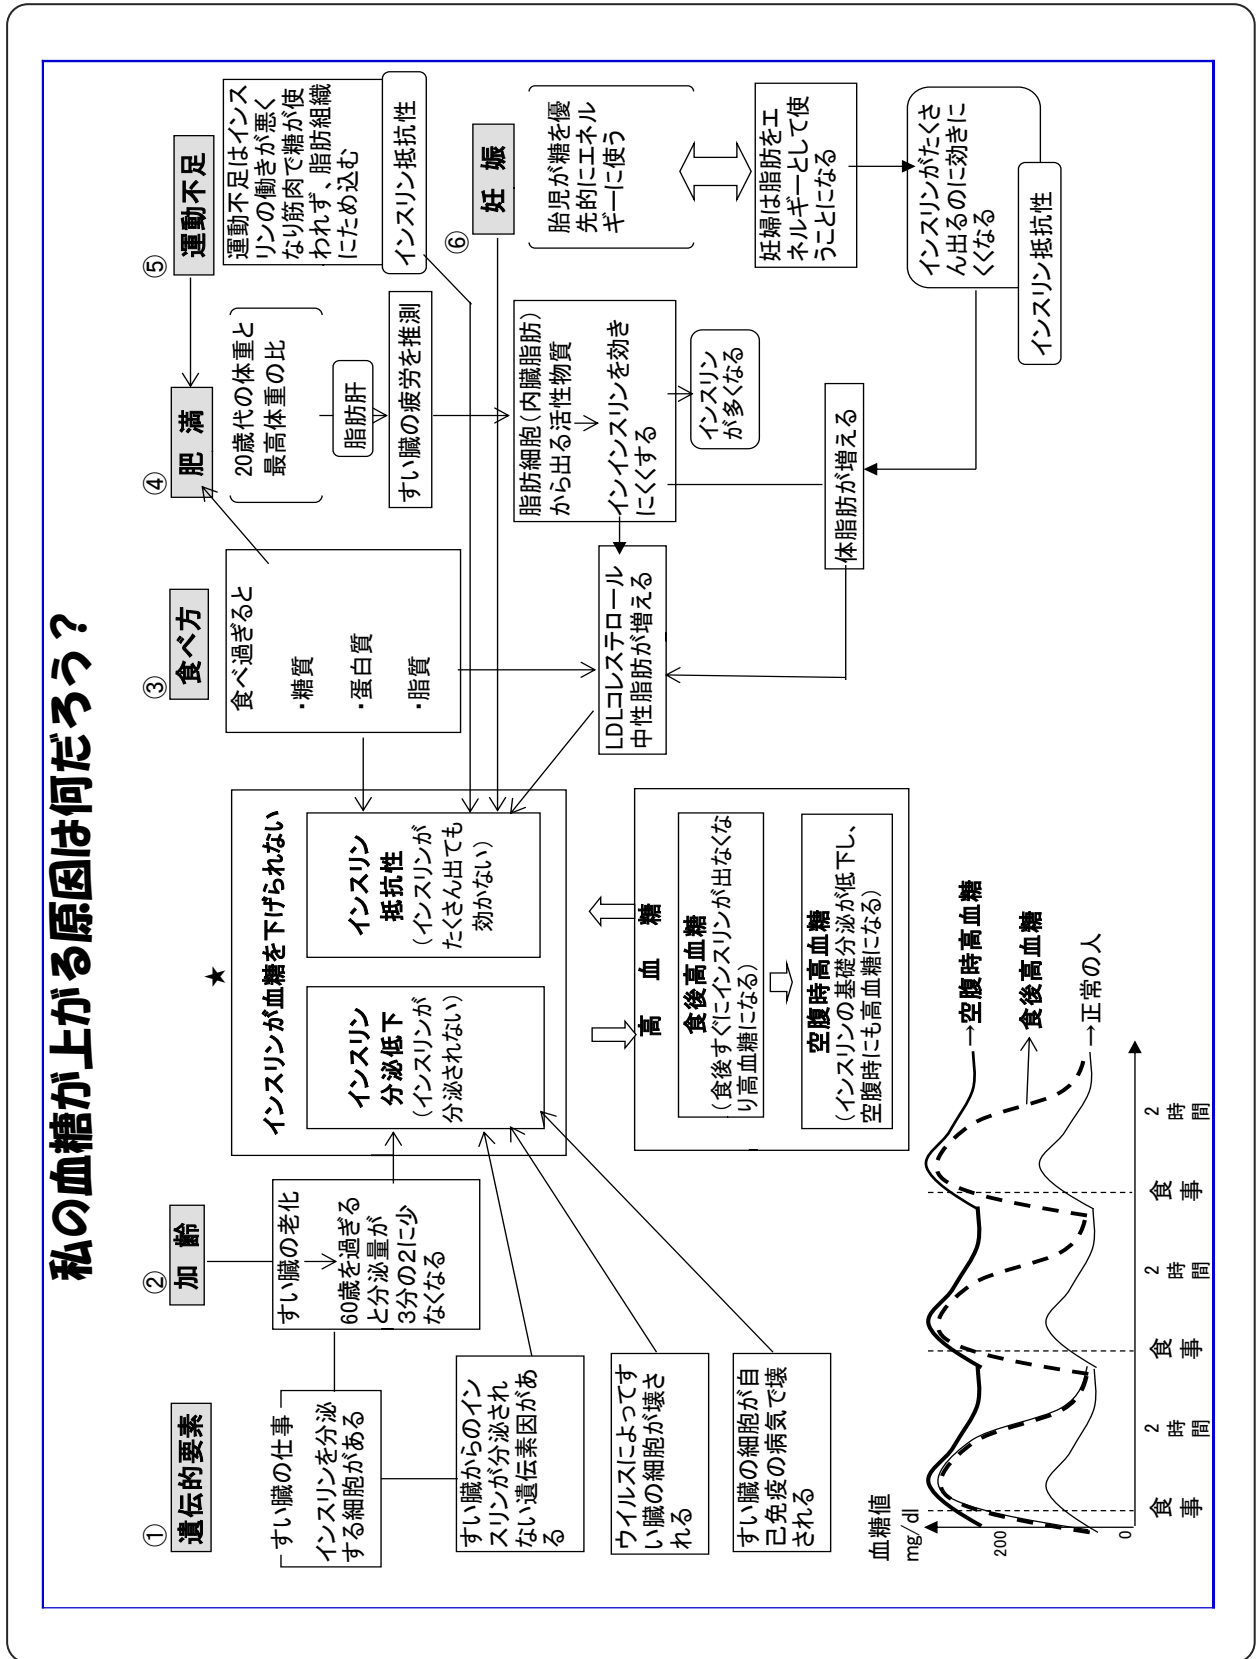 私の血糖が上がる原因は何だろう？
①
遺伝的要素
すい臓の仕事
インスリンを分泌
する細胞がある
すい臓からのイン
スリンが分泌され
ない遺伝素因があ
る
ウイルスによってす
い臓の細胞が壊さ
れる
すい臓の細胞が自
己免疫の病気で壊
される
②
加 齢
すい臓の老化
60歳を過ぎる
と分泌量が
3分の2に少
なくなる
★
インスリンが血糖を下げられない
インスリン
分泌低下
（インスリンが
分泌されない）
インスリン
抵抗性
（インスリンが
たくさん出ても
効かない）
高 血 糖
食後高血糖
（食後すぐにインスリンが出なくな
り高血糖になる）
空腹時高血糖
（インスリンの基礎分泌が低下し、
空腹時にも高血糖になる）
③
食べ方
食べ過ぎると
・糖質
・蛋白質
・脂質
LDLコレステロール
中性脂肪が増える
④
肥 満
20歳代の体重と
最高体重の比
脂肪肝
すい臓の疲労を推測
脂肪細胞（内臓脂肪）
から出る活性物質
インインスリンを効き
にくくする
インスリン
が多くなる
体脂肪が増える
⑤
運動不足
運動不足はインス
リンの働きが悪く
なり筋肉で糖が使
われず、脂肪組織
にため込む
インスリン抵抗性
⑥
妊 娠
胎児が糖を優
先的にエネル
ギーに使う
妊婦は脂肪をエ
ネルギーとして使
うことになる
インスリンがたくさ
ん出るのに効きに
くくなる
インスリン抵抗性
血糖値
mg/dl
200
0
食事
2時間
食事
2時間
食事
2時間
→空腹時高血糖
食後高血糖
→正常の人